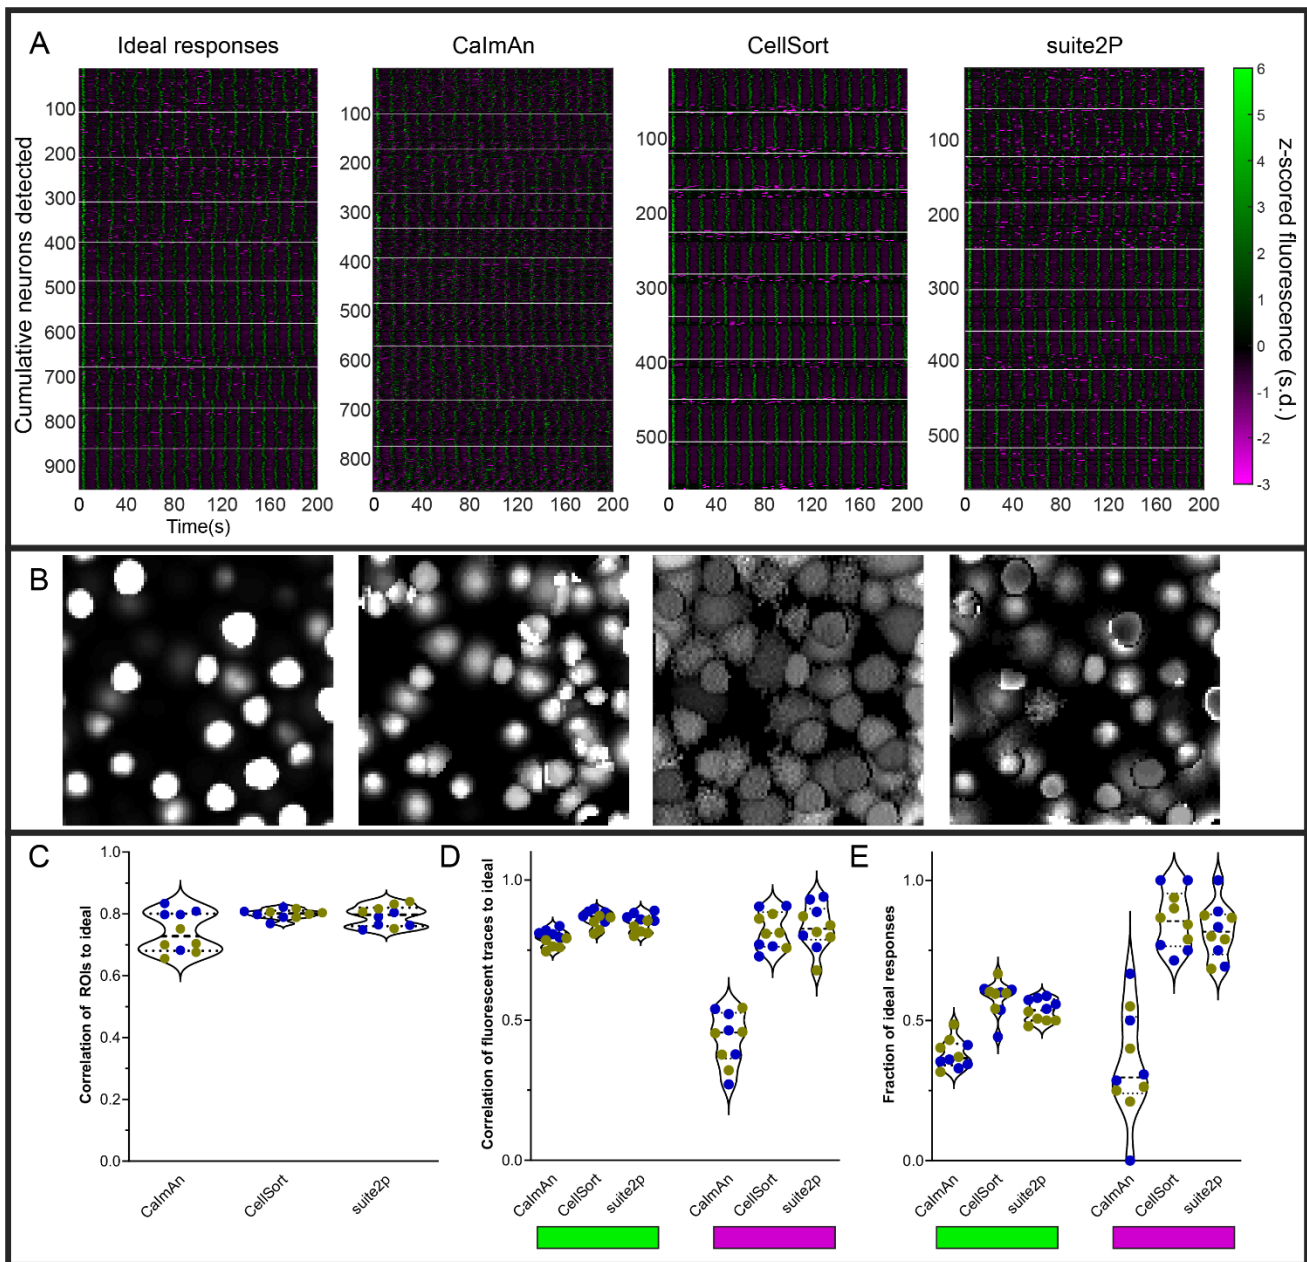 A
Ideal responses
CaImAn
CellSort
suite2P
Cumulative neurons detected
100
200
300
400
500
600
700
800
900
0 40 80 120 160 200
Time(s)
100
200
300
400
500
600
700
800
0 40 80 120 160 200
100
200
300
400
500
0 40 80 120 160 200
100
200
300
400
500
0 40 80 120 160 200
6
5
4
3
2
1
0
-1
-2
-3
z-scored fluorescence (s.d.)
B
C
Correlation of ROIs to ideal
1.0
0.8
0.6
0.4
0.2
0.0
CaImAn
CellSort
suite2p
D
Correlation of fluorescent traces to ideal
1.0
0.5
0.0
CaImAn
CellSort
suite2p
CaImAn
CellSort
suite2p
E
Fraction of ideal responses
1.0
0.5
0.0
CaImAn
CellSort
suite2p
CaImAn
CellSort
suite2p